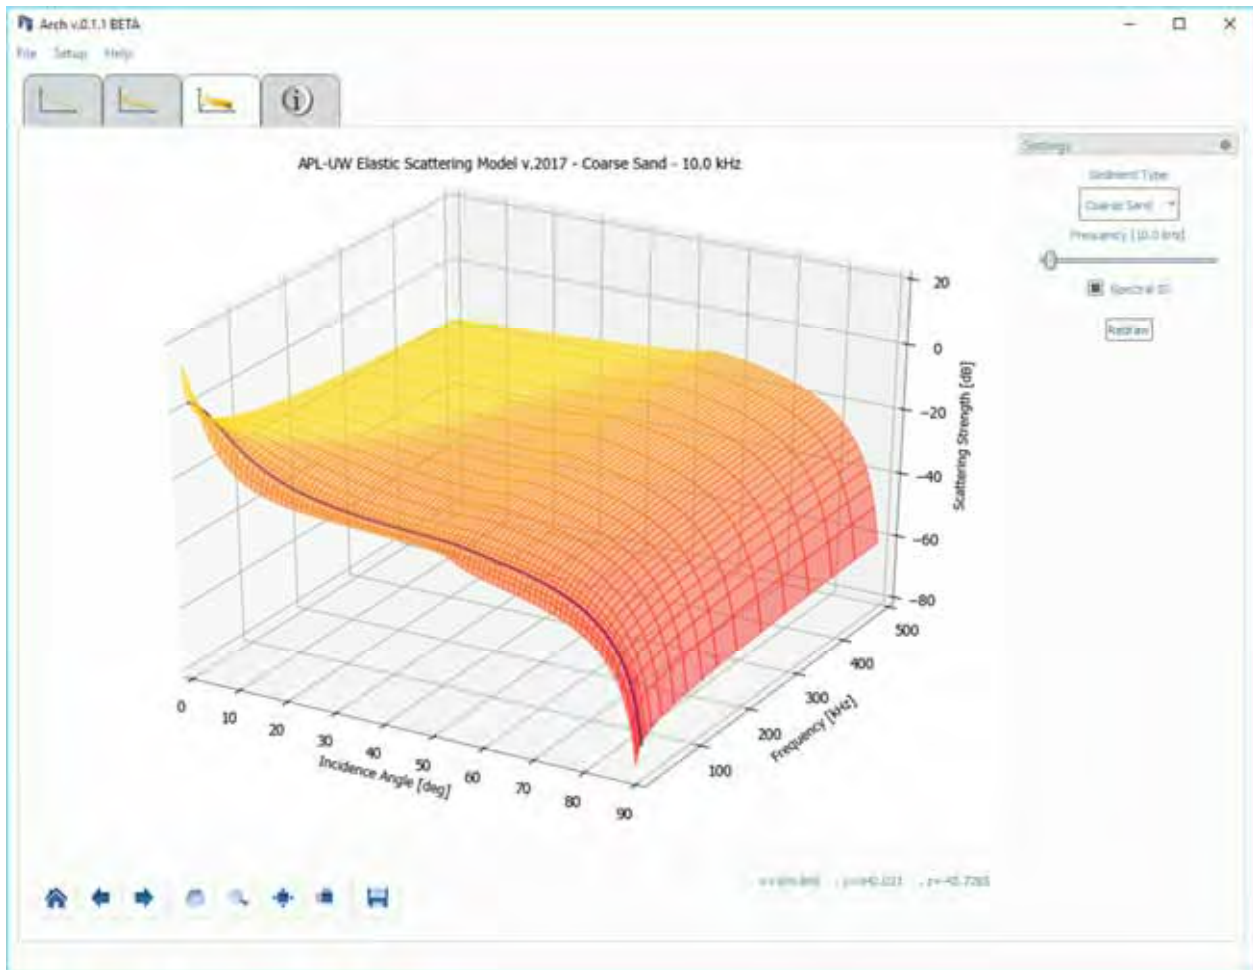 Arch v.0.1.1 BETA
File Setup Help
APL-UW Elastic Scattering Model v.2017 - Coarse Sand - 10.0 kHz
Settings
Sediment Type
Coarse Sand
Frequency [10.0 kHz]
Redraw
20
0
−20
−40
−60
−80
Scattering Strength [dB]
500
400
300
200
100
Frequency [kHz]
0
10
20
30
40
50
60
70
80
90
Incidence Angle [deg]